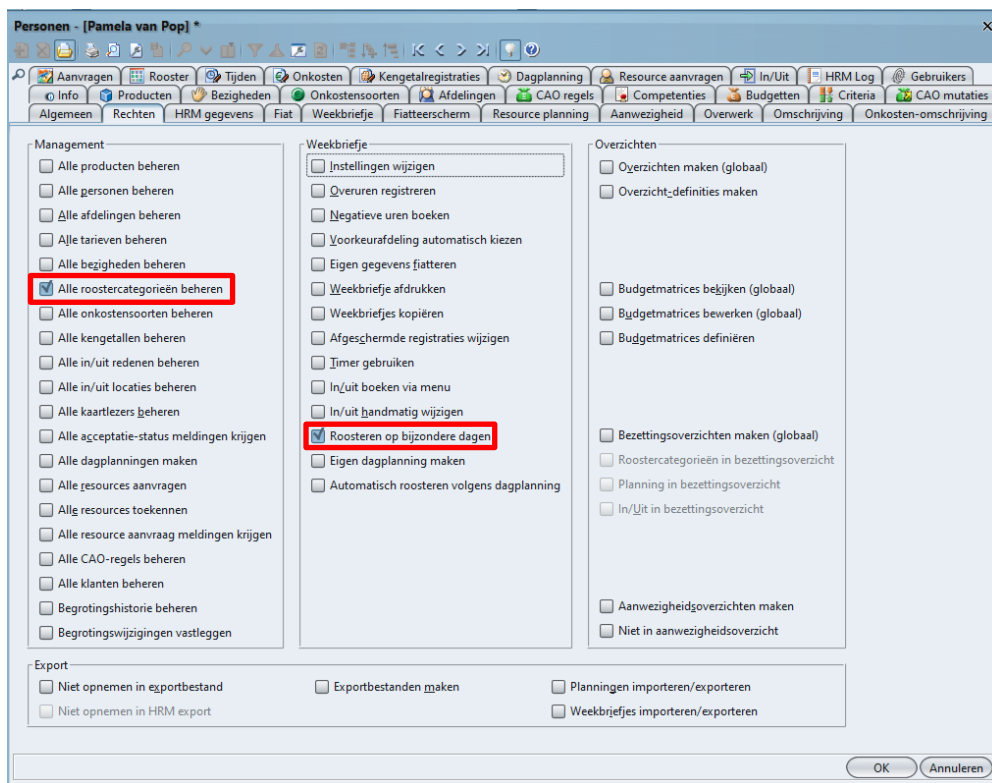 Personen - [Pamela van Pop] *
Aanvragen Rooster Tijden Onkosten Kengetalregistraties Dagplanning Resource aanvragen In/Uit HRM Log Gebruikers
Info Producten Bezigheden Onkostensoorten Afdelingen CAO regels Competenties Budgetten Criteria CAO mutaties
Algemeen Rechten HRM gegevens Fiat Weekbriefje Fiatteerscherm Resource planning Aanwezigheid Overwerk Omschrijving Onkosten-omschrijving
Management
Alle producten beheren
Alle personen beheren
Alle afdelingen beheren
Alle tarieven beheren
Alle bezigheden beheren
Alle roostercategorieën beheren
Alle onkostensoorten beheren
Alle kengetallen beheren
Alle in/uit redenen beheren
Alle in/uit locaties beheren
Alle kaartlezers beheren
Alle acceptatie-status meldingen krijgen
Alle dagplanningen maken
Alle resources aanvragen
Alle resources toekennen
Alle resource aanvraag meldingen krijgen
Alle CAO-regels beheren
Alle klanten beheren
Begrotingshistorie beheren
Begrotingswijzigingen vastleggen
Weekbriefje
Instellingen wijzigen
Overuren registreren
Negatieve uren boeken
Voorkeurafdeling automatisch kiezen
Eigen gegevens fiatteren
Weekbriefje afdrukken
Weekbriefjes kopiëren
Afgeschermde registraties wijzigen
Timer gebruiken
In/uit boeken via menu
In/uit handmatig wijzigen
Roosteren op bijzondere dagen
Eigen dagplanning maken
Automatisch roosteren volgens dagplanning
Overzichten
Overzichten maken (globaal)
Overzicht-definities maken
Budgetmatrices bekijken (globaal)
Budgetmatrices bewerken (globaal)
Budgetmatrices definiëren
Bezettingsoverzichten maken (globaal)
Roostercategorieën in bezettingsoverzicht
Planning in bezettingsoverzicht
In/Uit in bezettingsoverzicht
Aanwezigheidsoverzichten maken
Niet in aanwezigheidsoverzicht
Export
Niet opnemen in exportbestand Exportbestanden maken Planningen importeren/exporteren
Niet opnemen in HRM export Weekbriefjes importeren/exporteren
OK Annuleren